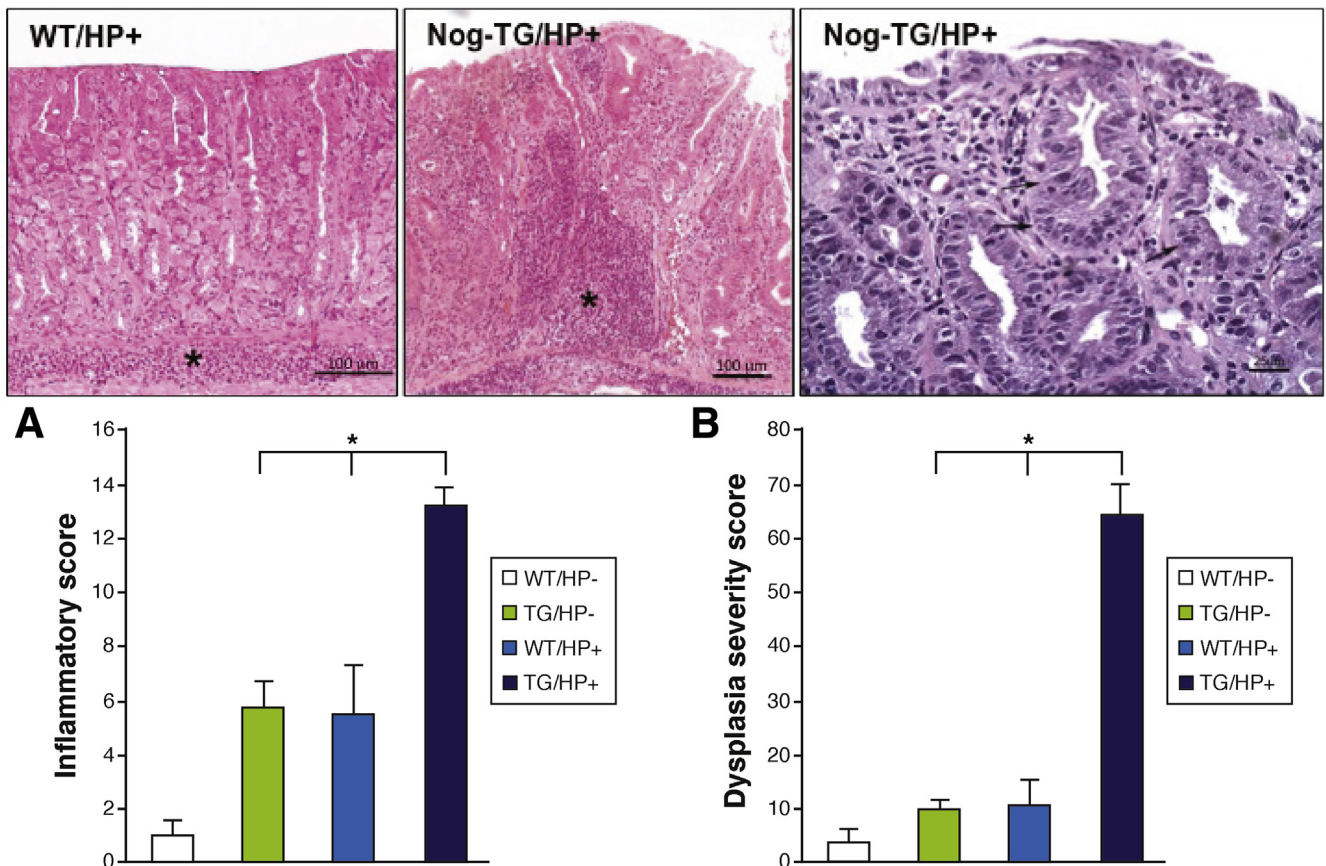 WT/HP+
Nog-TG/HP+
Nog-TG/HP+
*
100 µm
*
100 µm
25µm
A
Inflammatory score
16
14
12
10
8
6
4
2
0
*
WT/HP-
TG/HP-
WT/HP+
TG/HP+
B
Dysplasia severity score
80
70
60
50
40
30
20
10
0
*
WT/HP-
TG/HP-
WT/HP+
TG/HP+